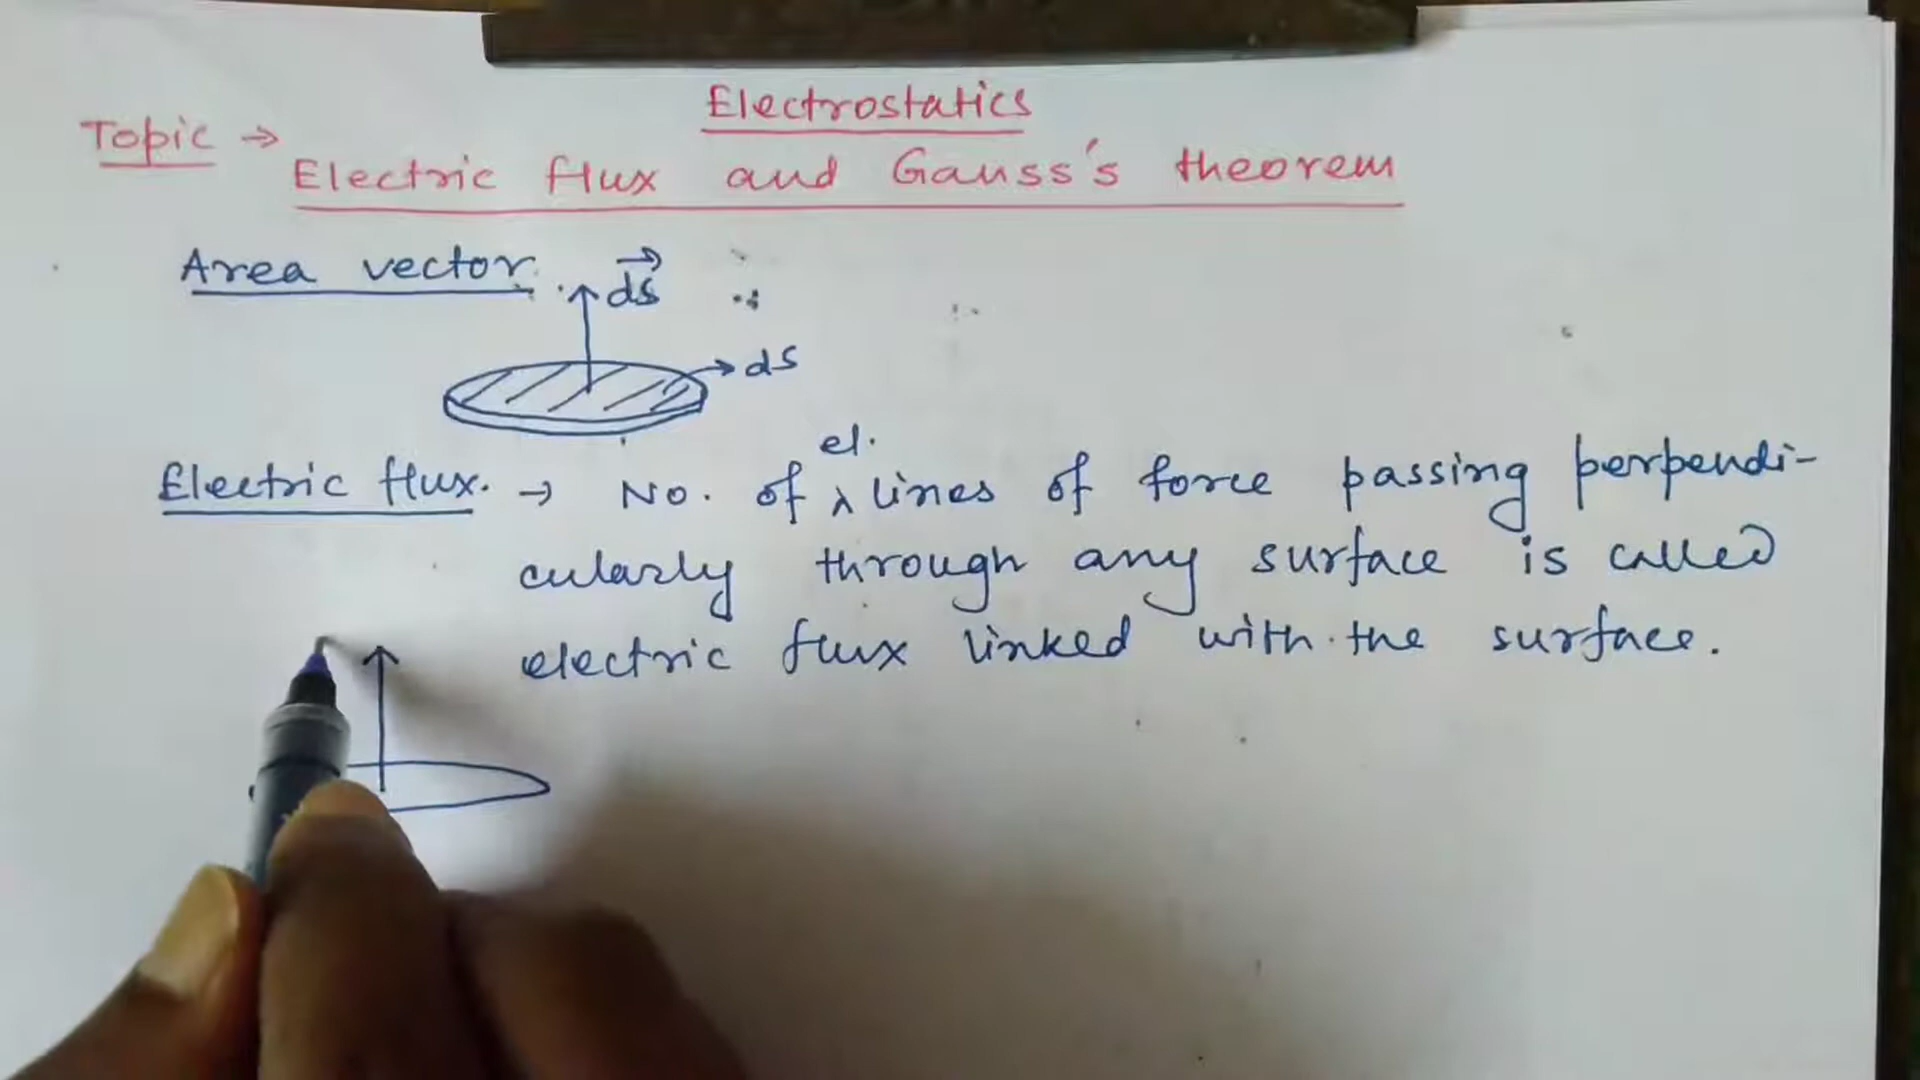 Electrostatics
Topic →
Electric flux and Gauss's theorem
Area vector.
ds
ds
el.
Electric flux. → No. of λ lines of force passing perpendi-
cularly through any surface is called
electric flux linked with the surface.